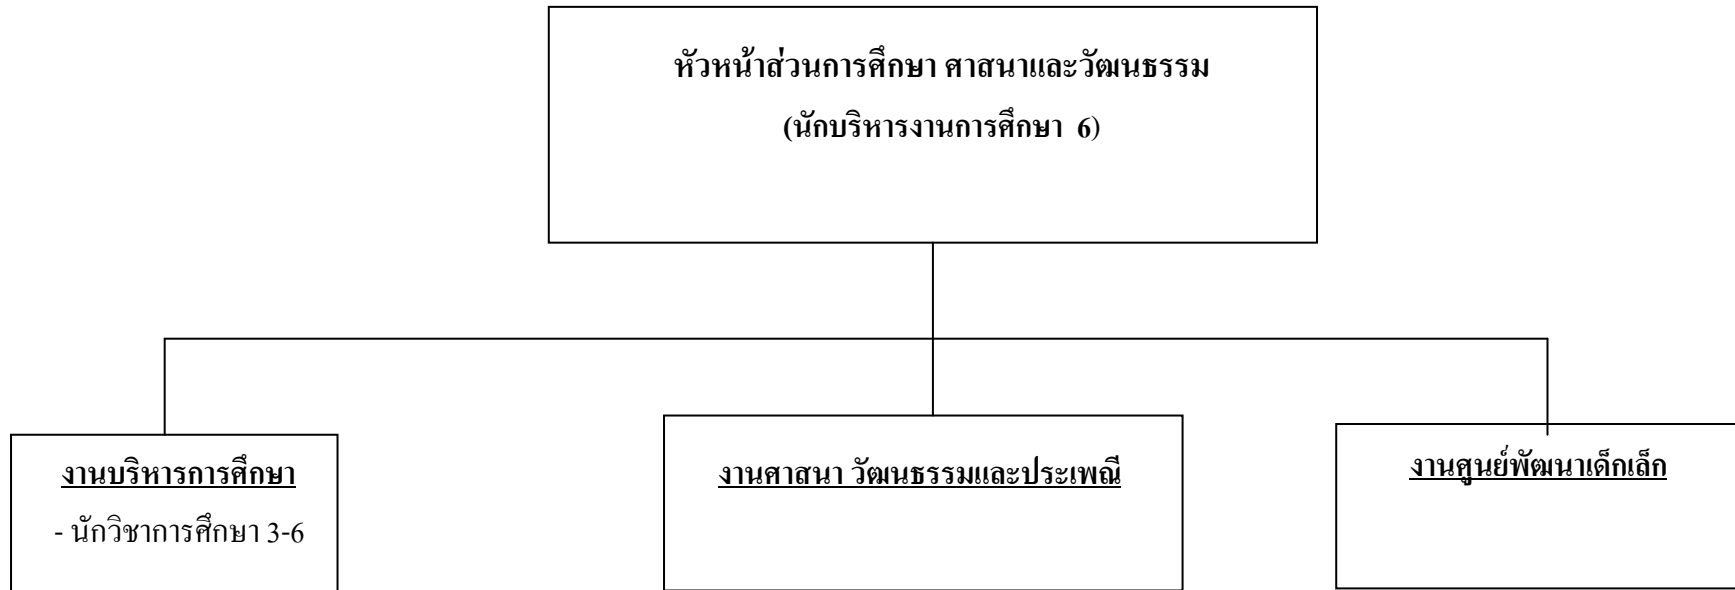 หัวหน้าส่วนการศึกษา ศาสนาและวัฒนธรรม
(นักบริหารงานการศึกษา 6)
งานบริหารการศึกษา
- นักวิชาการศึกษา 3-6
งานศาสนา วัฒนธรรมและประเพณี
งานศูนย์พัฒนาเด็กเล็ก